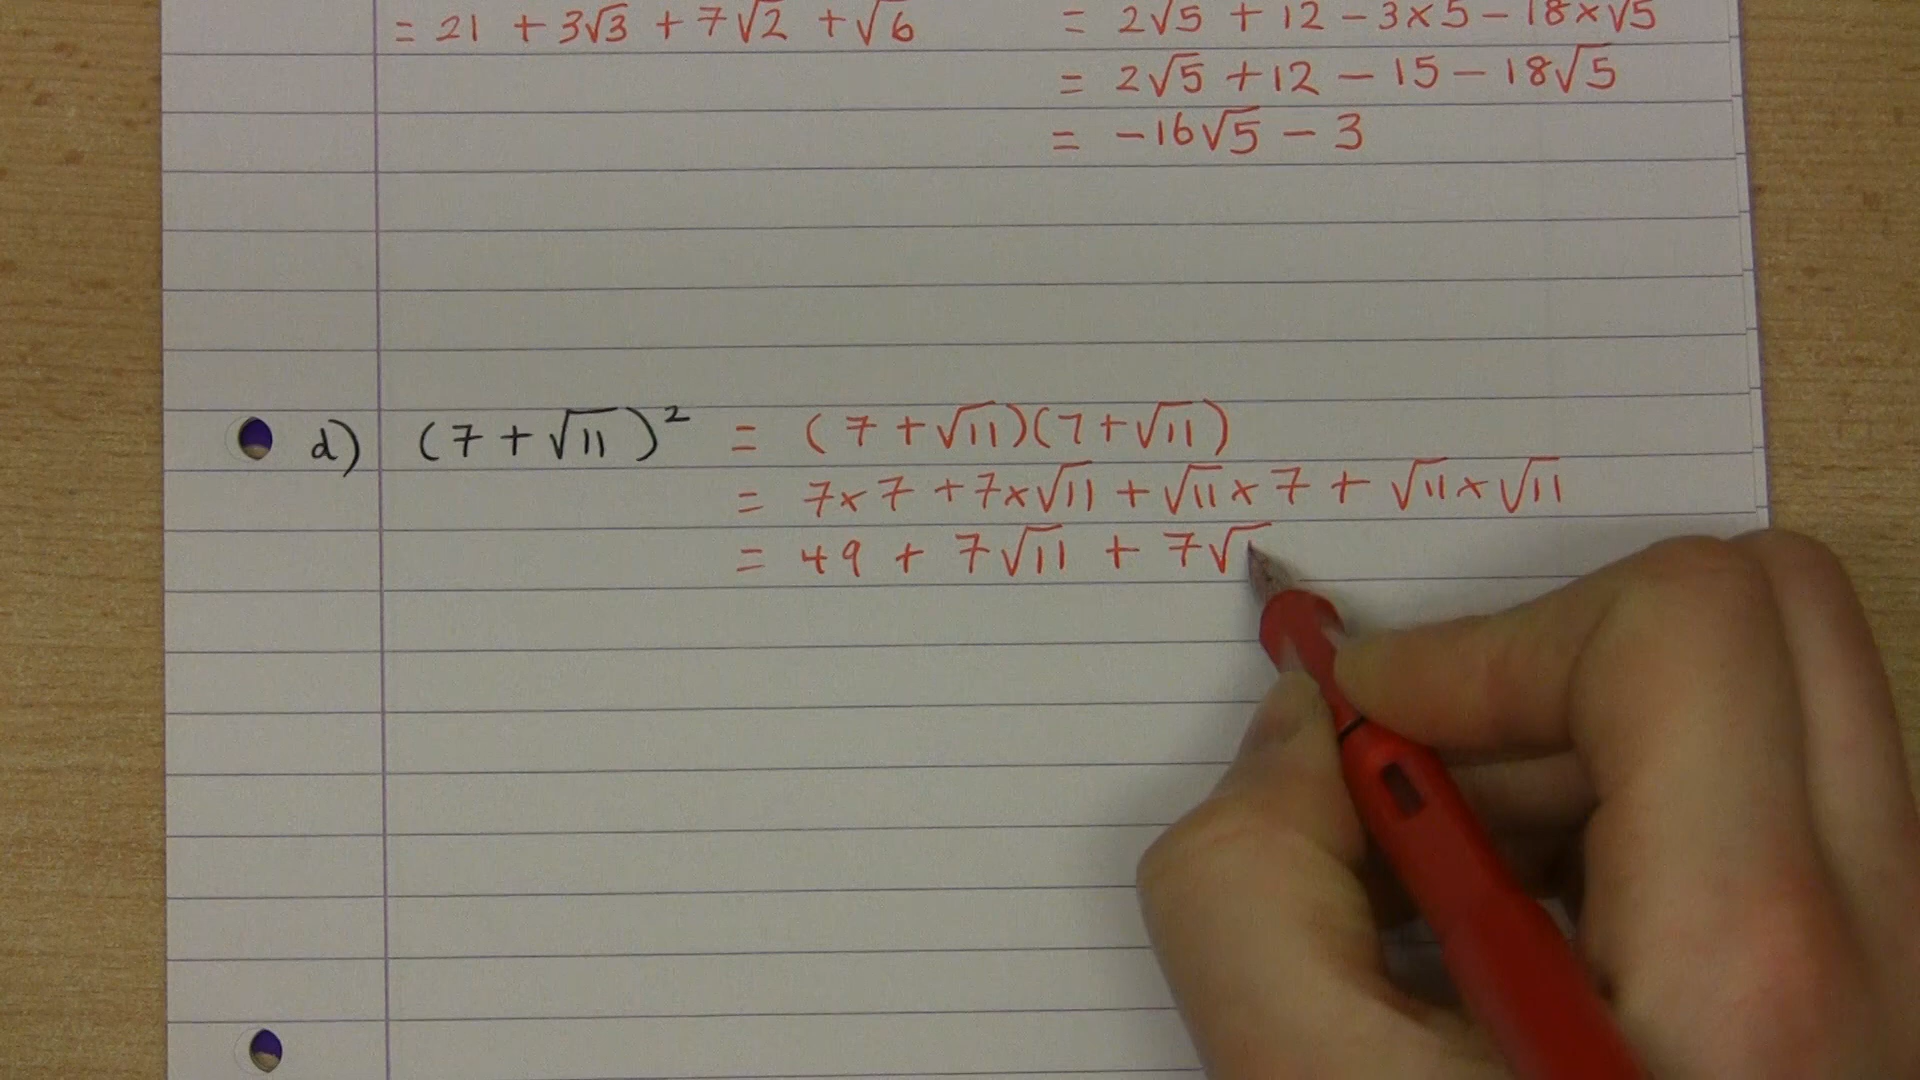 = 21 + 3√3 + 7√2 + √6
= 2√5 + 12 - 3×5 - 18×√5
= 2√5 + 12 - 15 - 18√5
= -16√5 - 3
d) (7 + √11)² = (7 + √11)(7 + √11)
= 7×7 + 7×√11 + √11×7 + √11×√11
= 49 + 7√11 + 7√